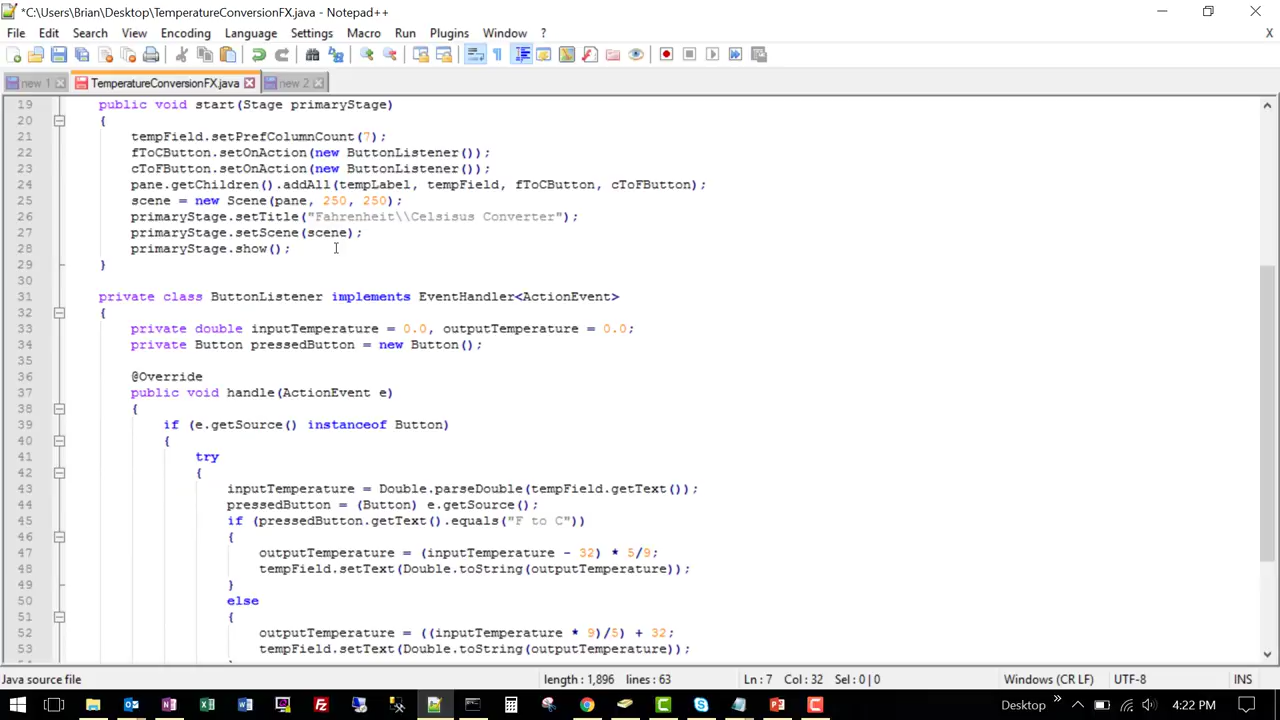 *C:\Users\Brian\Desktop\TemperatureConversionFX.java - Notepad++
File Edit Search View Encoding Language Settings Macro Run Plugins Window ? X
new 1 TemperatureConversionFX.java new 2
19 public void start(Stage primaryStage)
20 {
21 tempField.setPrefColumnCount(7);
22 fToCButton.setOnAction(new ButtonListener());
23 cToFButton.setOnAction(new ButtonListener());
24 pane.getChildren().addAll(tempLabel, tempField, fToCButton, cToFButton);
25 scene = new Scene(pane, 250, 250);
26 primaryStage.setTitle("Fahrenheit\\Celsisus Converter");
27 primaryStage.setScene(scene);
28 primaryStage.show();
29 }
30
31 private class ButtonListener implements EventHandler<ActionEvent>
32 {
33 private double inputTemperature = 0.0, outputTemperature = 0.0;
34 private Button pressedButton = new Button();
35
36 @Override
37 public void handle(ActionEvent e)
38 {
39 if (e.getSource() instanceof Button)
40 {
41 try
42 {
43 inputTemperature = Double.parseDouble(tempField.getText());
44 pressedButton = (Button) e.getSource();
45 if (pressedButton.getText().equals("F to C"))
46 {
47 outputTemperature = (inputTemperature - 32) * 5/9;
48 tempField.setText(Double.toString(outputTemperature));
49 }
50 else
51 {
52 outputTemperature = ((inputTemperature * 9)/5) + 32;
53 tempField.setText(Double.toString(outputTemperature));
Java source file length : 1,896 lines : 63 Ln : 7 Col : 32 Sel : 0 | 0 Windows (CR LF) UTF-8 INS
Desktop 4:22 PM